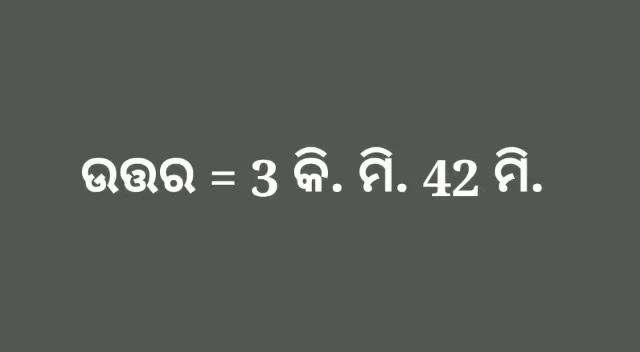 ଉତ୍ତର = 3 କି. ମି. 42 ମି.